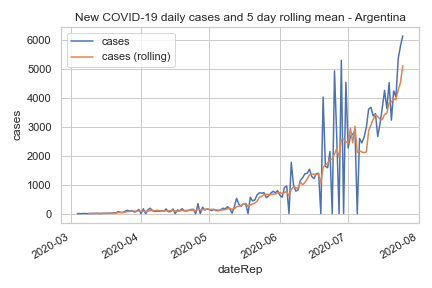 New COVID-19 daily cases and 5 day rolling mean - Argentina
cases
cases (rolling)
6000
5000
4000
3000
2000
1000
0
cases
2020-03
2020-04
2020-05
2020-06
2020-07
2020-08
dateRep